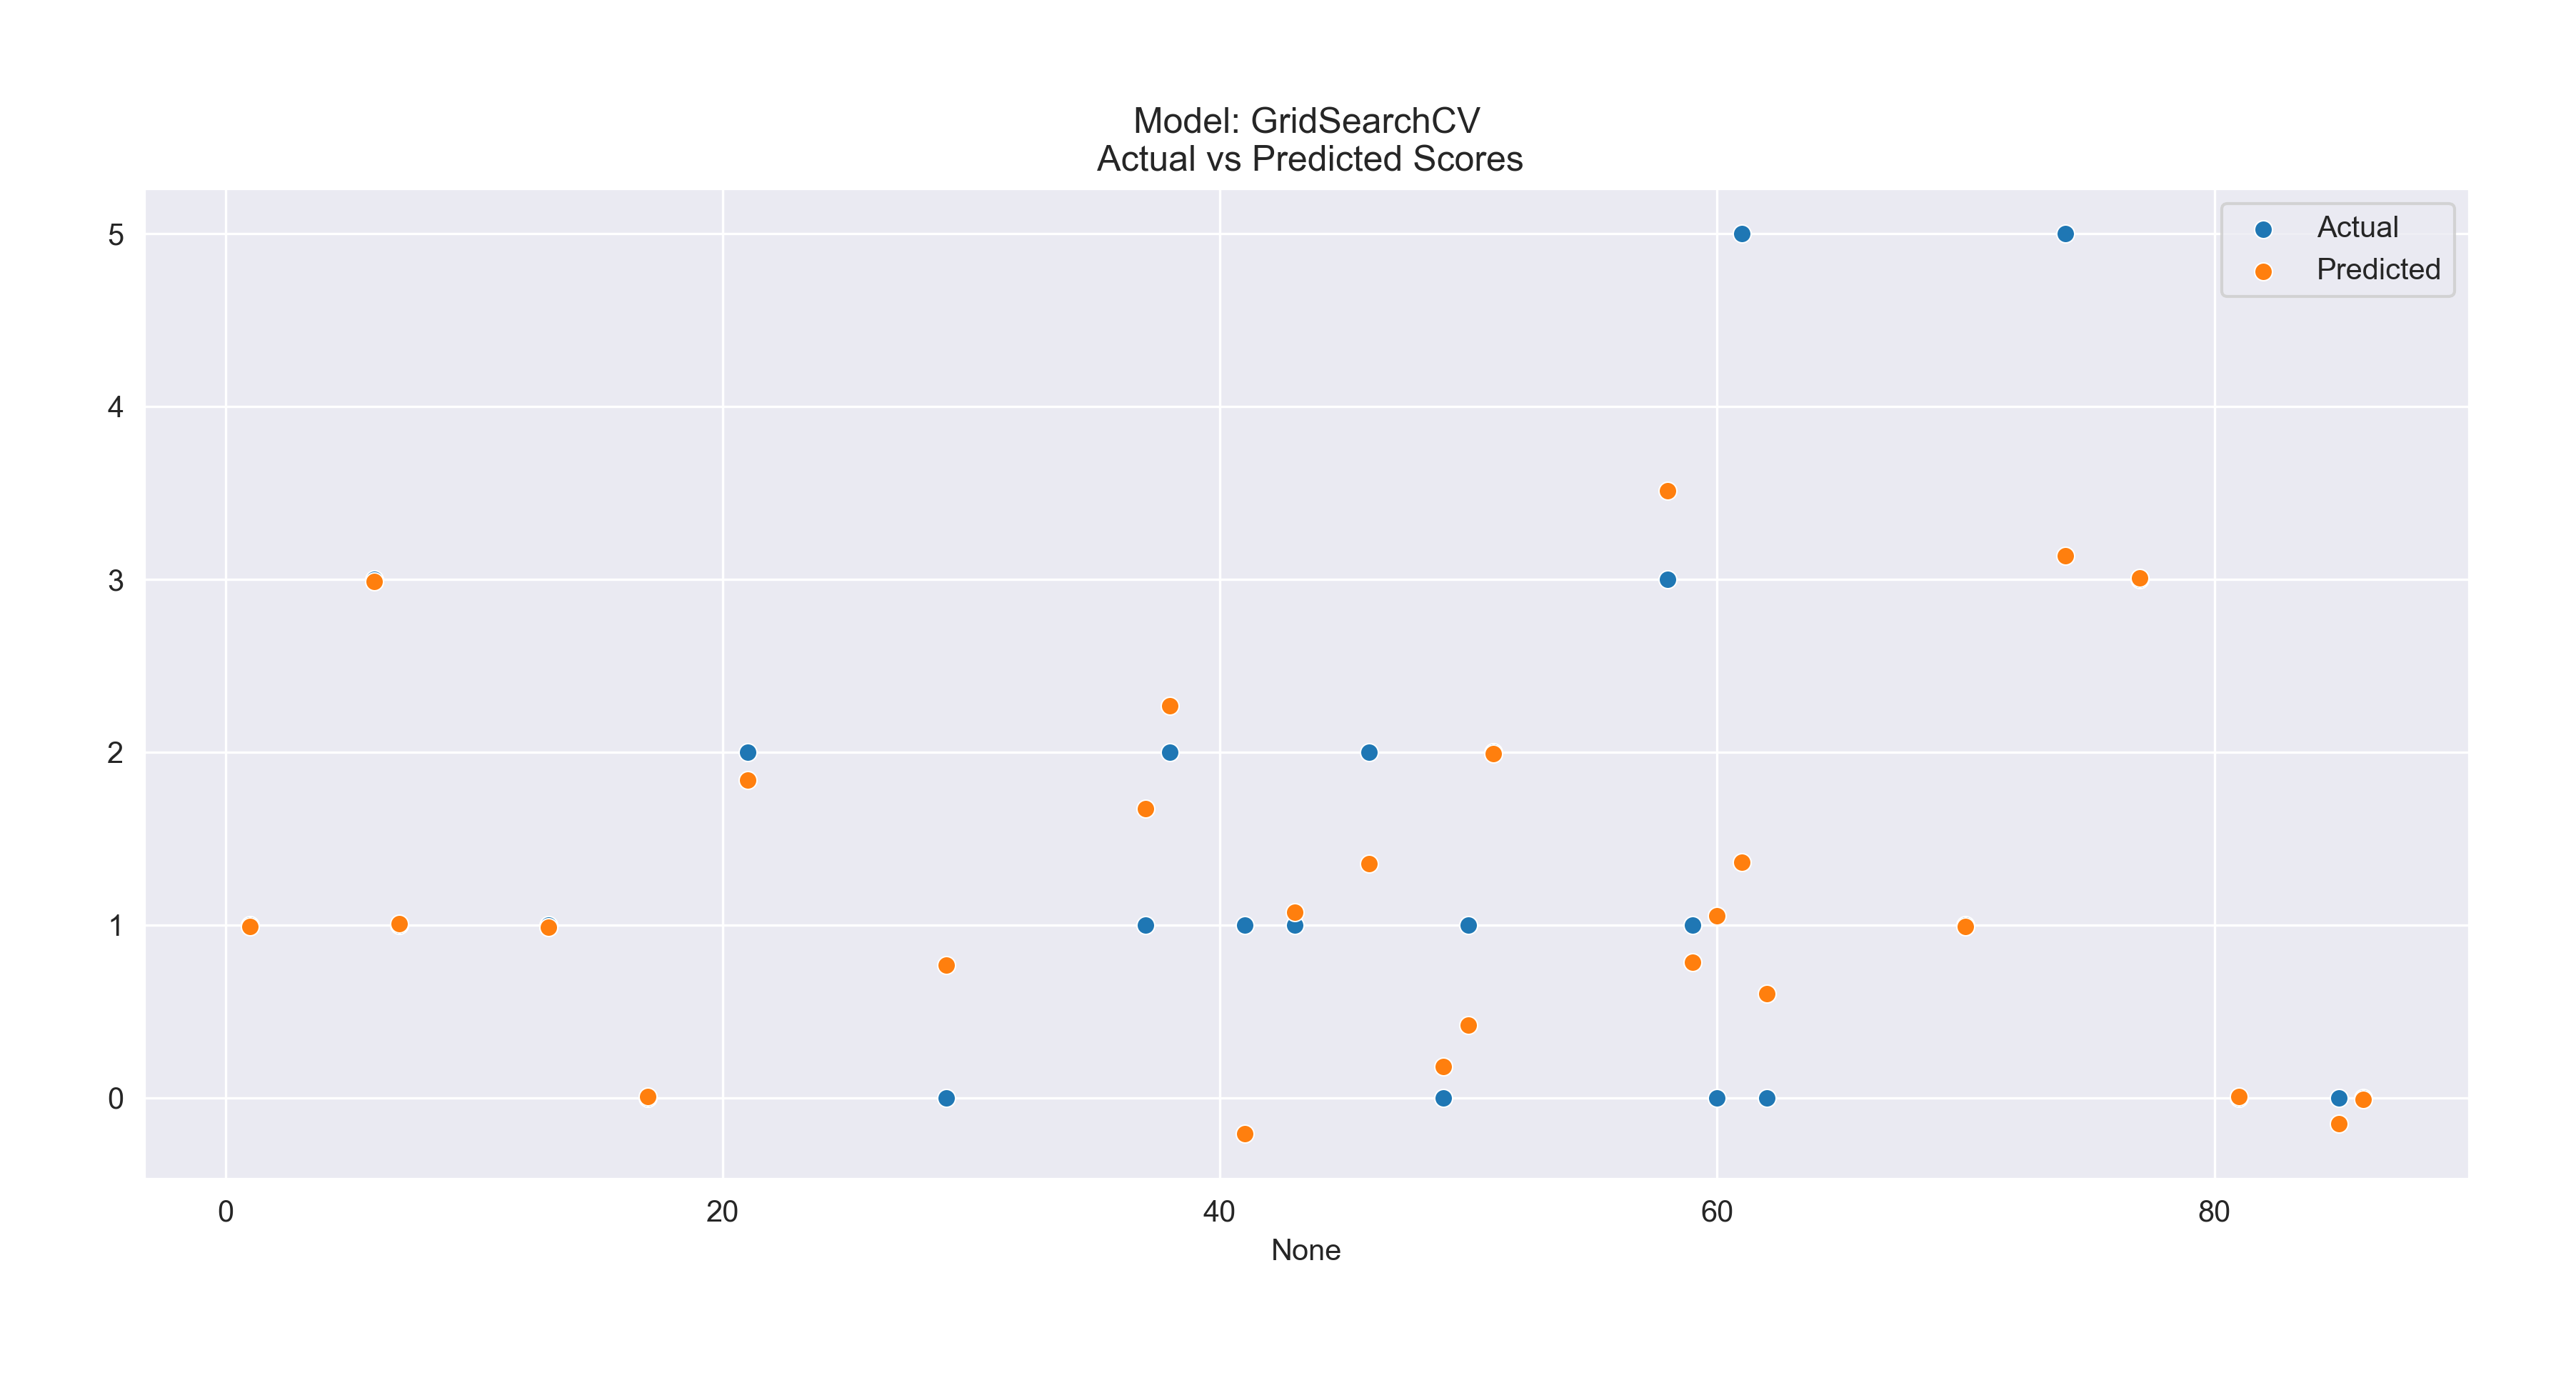 Model: GridSearchCV
Actual vs Predicted Scores
Actual
Predicted
5
4
3
2
1
0
0 20 40 60 80
None